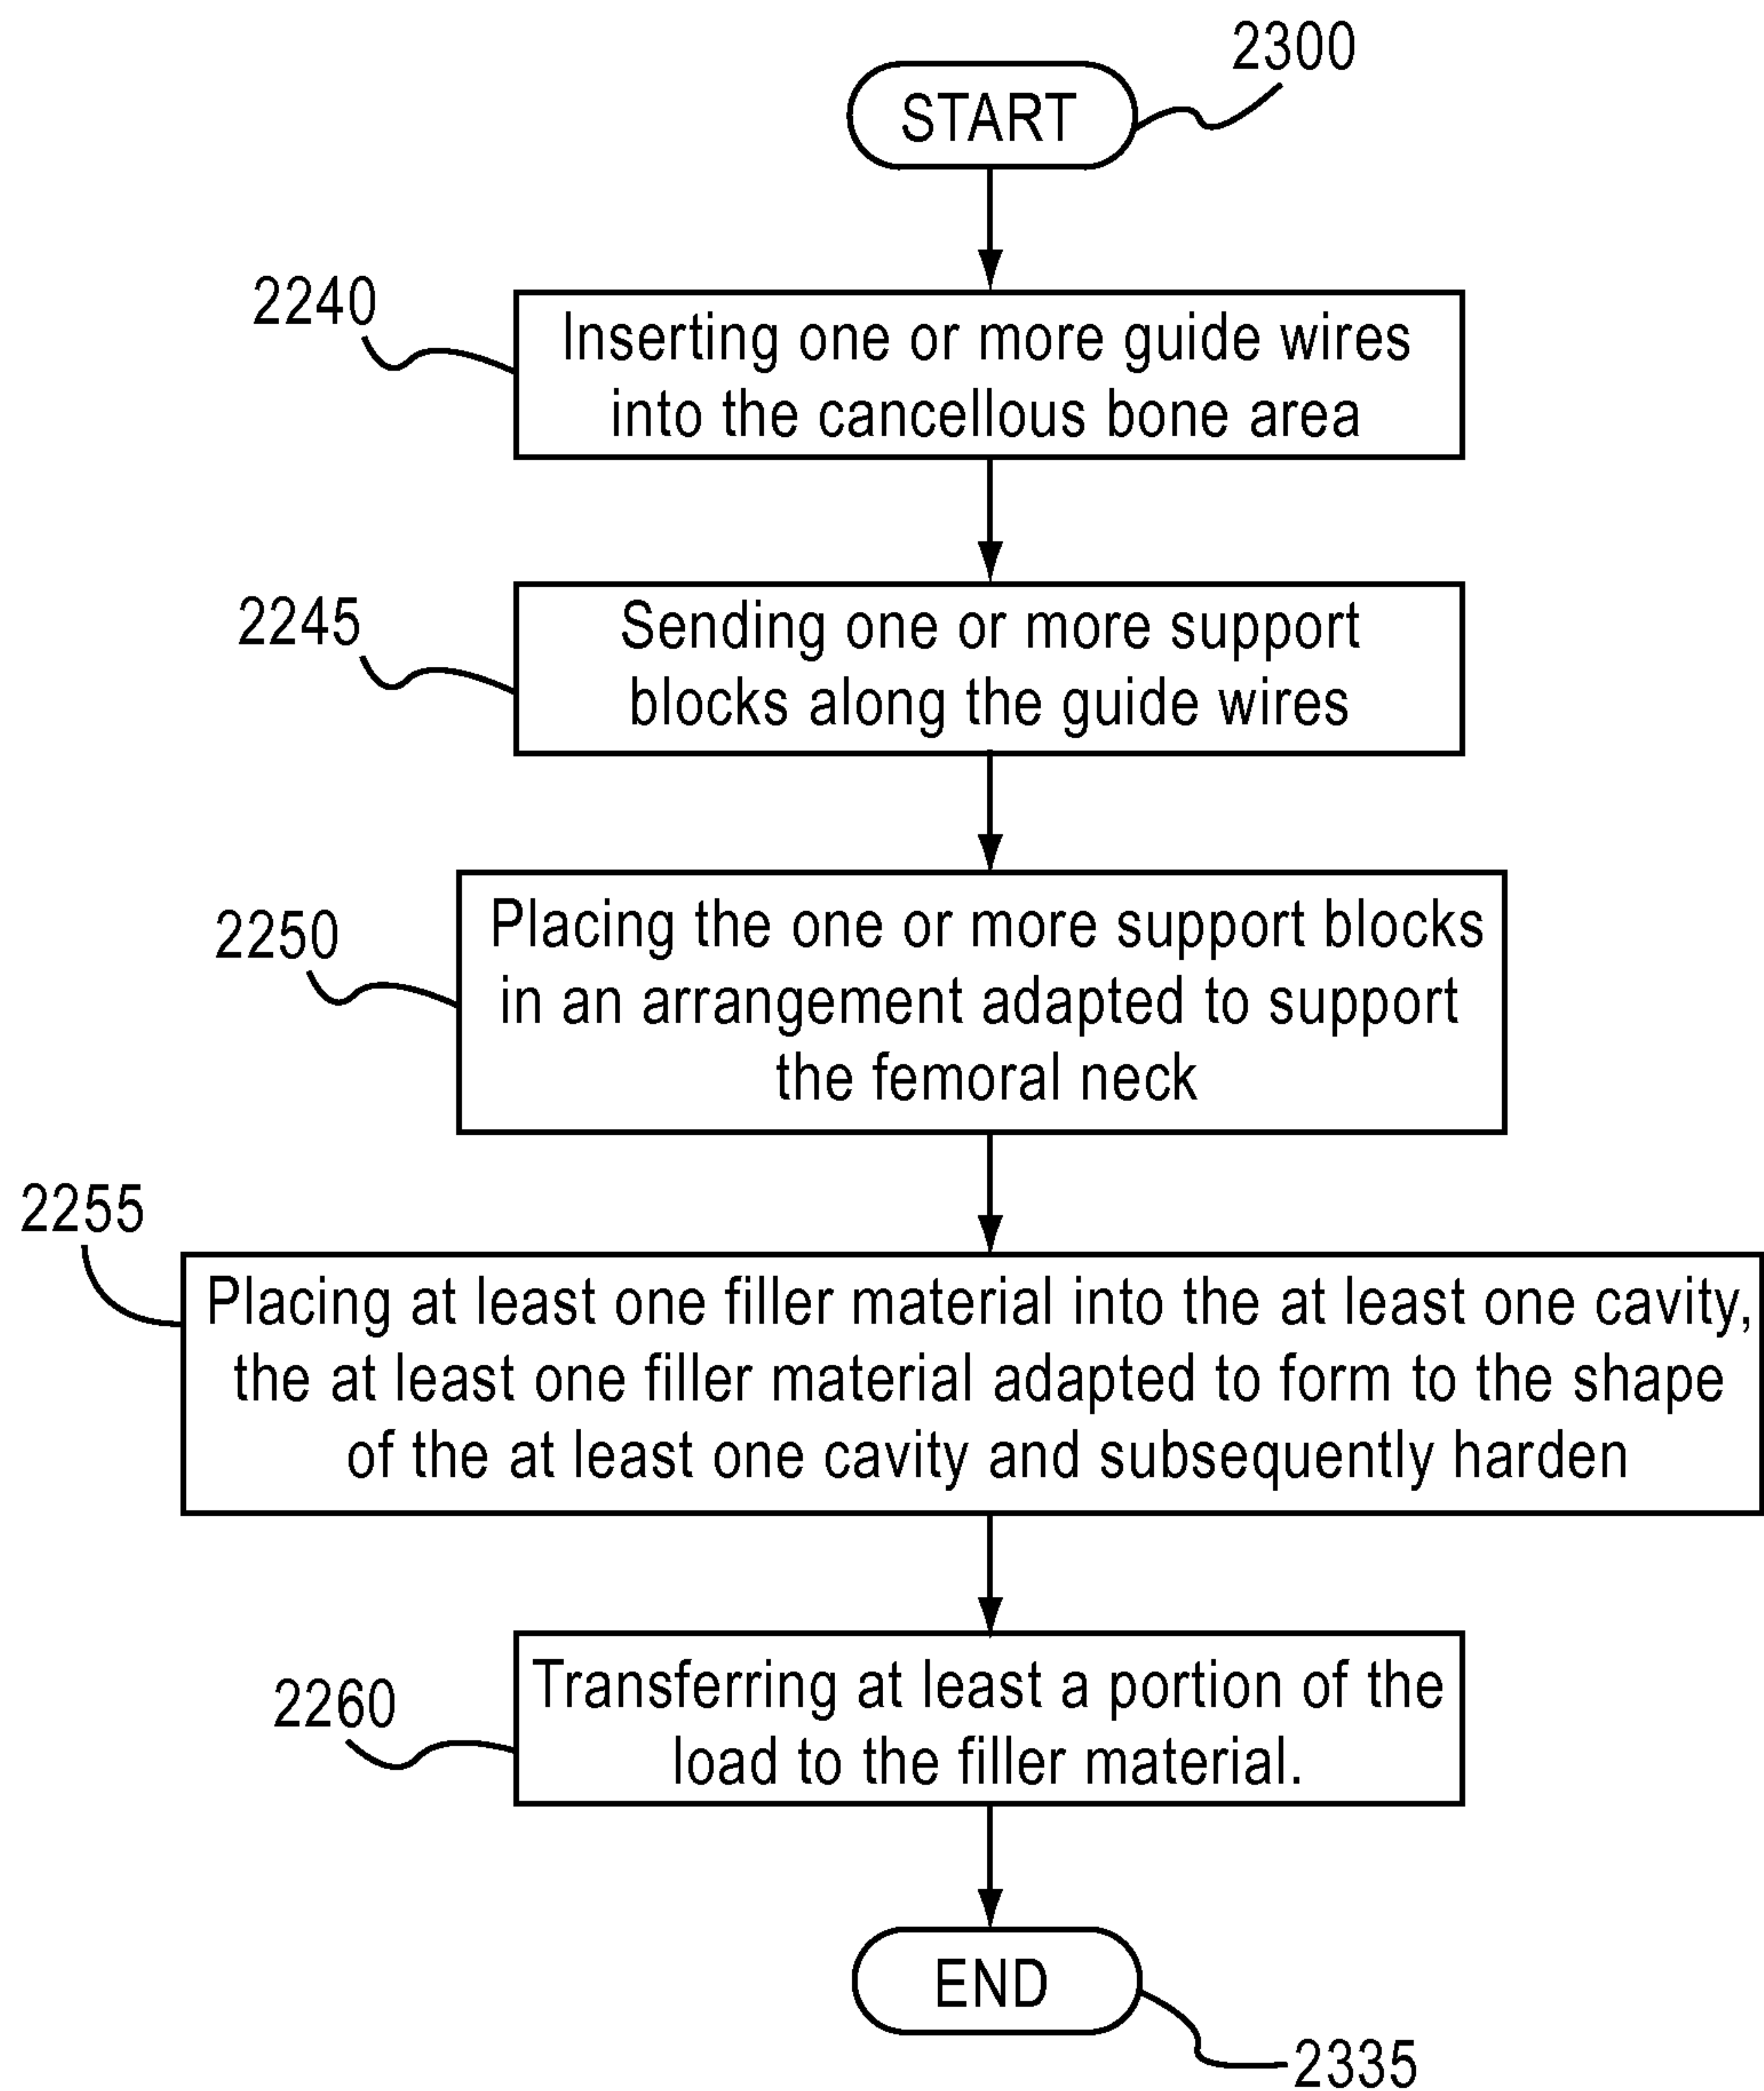 2300
START
2240
Inserting one or more guide wires
into the cancellous bone area
2245
Sending one or more support
blocks along the guide wires
2250
Placing the one or more support blocks
in an arrangement adapted to support
the femoral neck
2255
Placing at least one filler material into the at least one cavity,
the at least one filler material adapted to form to the shape
of the at least one cavity and subsequently harden
2260
Transferring at least a portion of the
load to the filler material.
END
2335